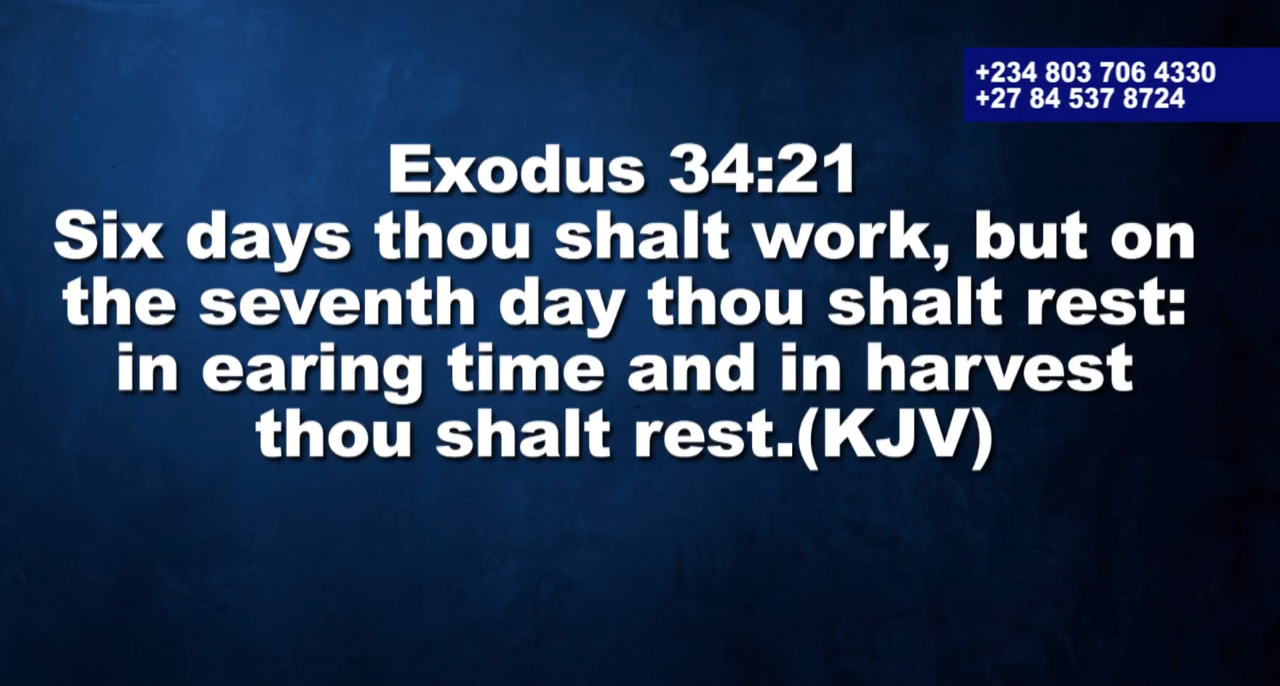 +234 803 706 4330
+27 84 537 8724
Exodus 34:21
Six days thou shalt work, but on
the seventh day thou shalt rest:
in earing time and in harvest
thou shalt rest.(KJV)